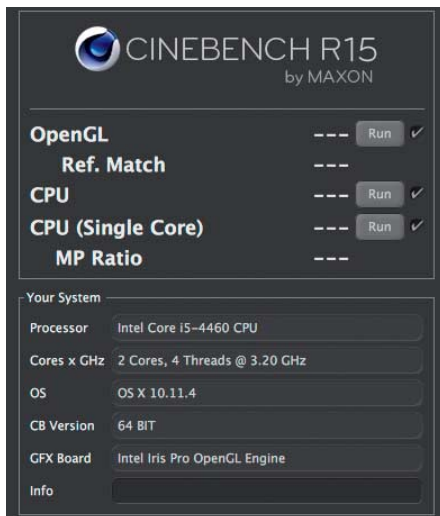 CINEBENCH R15
by MAXON
OpenGL --- Run
Ref. Match ---
CPU --- Run
CPU (Single Core) --- Run
MP Ratio ---
Your System
Processor Intel Core i5-4460 CPU
Cores x GHz 2 Cores, 4 Threads @ 3.20 GHz
OS OS X 10.11.4
CB Version 64 BIT
GFX Board Intel Iris Pro OpenGL Engine
Info